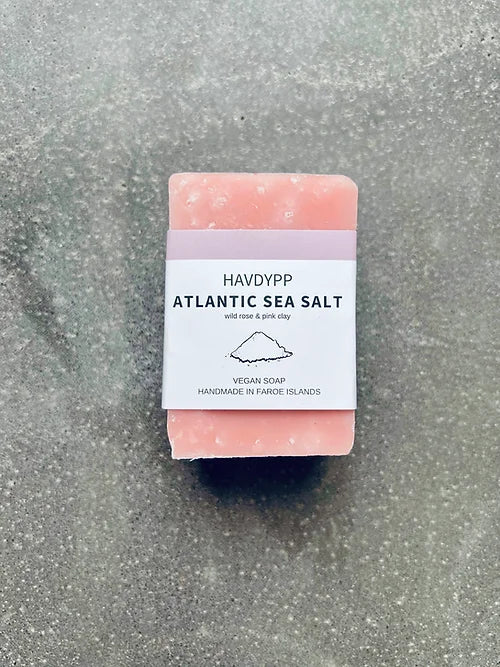 HAVDYPP
ATLANTIC SEA SALT
wild rose & pink clay
VEGAN SOAP
HANDMADE IN FAROE ISLANDS